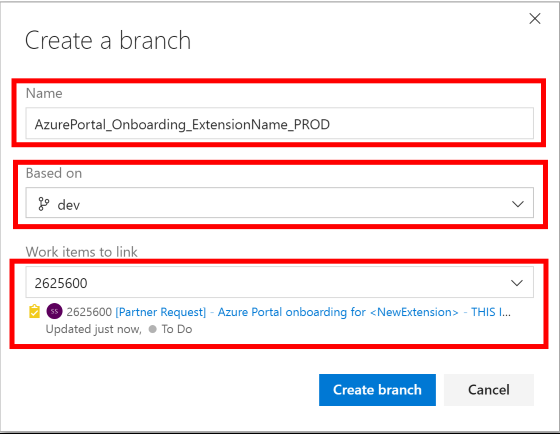 Create a branch
Name
AzurePortal_Onboarding_ExtensionName_PROD
Based on
dev
Work items to link
2625600
SS 2625600 [Partner Request] - Azure Portal onboarding for <NewExtension> - THIS I...
Updated just now, To Do
Create branch Cancel